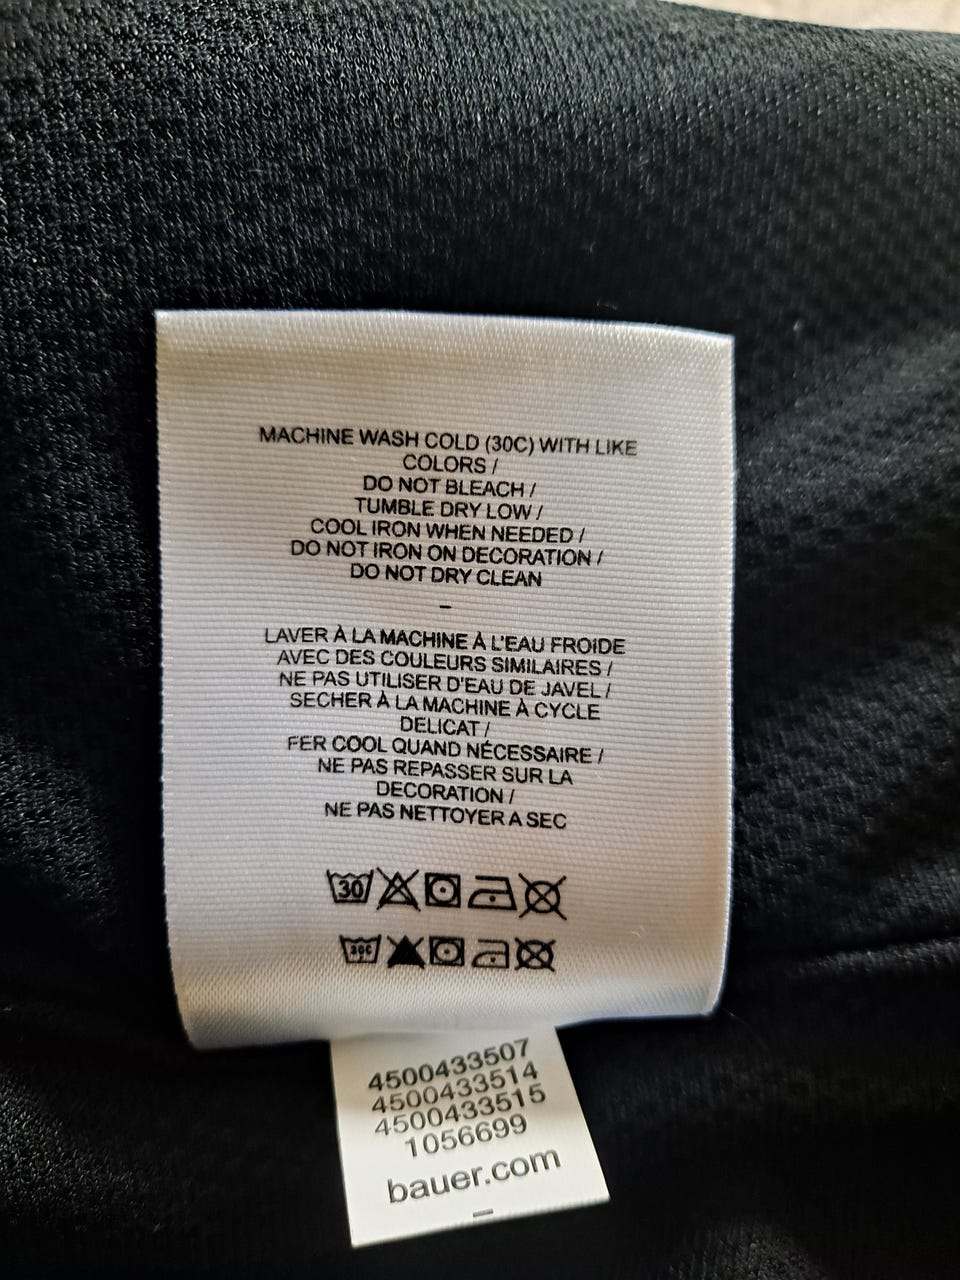 MACHINE WASH COLD (30C) WITH LIKE
COLORS /
DO NOT BLEACH /
TUMBLE DRY LOW /
COOL IRON WHEN NEEDED /
DO NOT IRON ON DECORATION /
DO NOT DRY CLEAN
–
LAVER À LA MACHINE À L'EAU FROIDE
AVEC DES COULEURS SIMILAIRES /
NE PAS UTILISER D'EAU DE JAVEL /
SECHER À LA MACHINE À CYCLE
DELICAT /
FER COOL QUAND NÉCESSAIRE /
NE PAS REPASSER SUR LA
DECORATION /
NE PAS NETTOYER A SEC
30
30C
4500433507
4500433514
4500433515
1056699
bauer.com
–